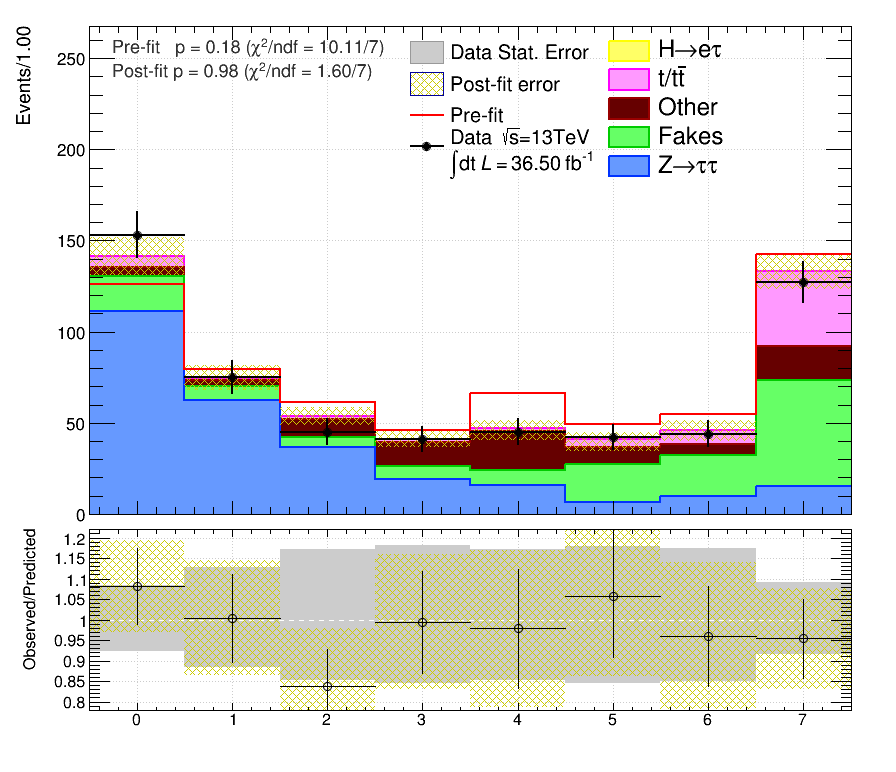 Events/1.00
250
200
150
100
50
0
Pre-fit p = 0.18 (χ²/ndf = 10.11/7)
Post-fit p = 0.98 (χ²/ndf = 1.60/7)
Data Stat. Error
Post-fit error
Pre-fit
Data √s=13TeV
∫dt L = 36.50 fb⁻¹
H→eτ
t/tt̄
Other
Fakes
Z→ττ
Observed/Predicted
1.2
1.15
1.1
1.05
1
0.95
0.9
0.85
0.8
0 1 2 3 4 5 6 7